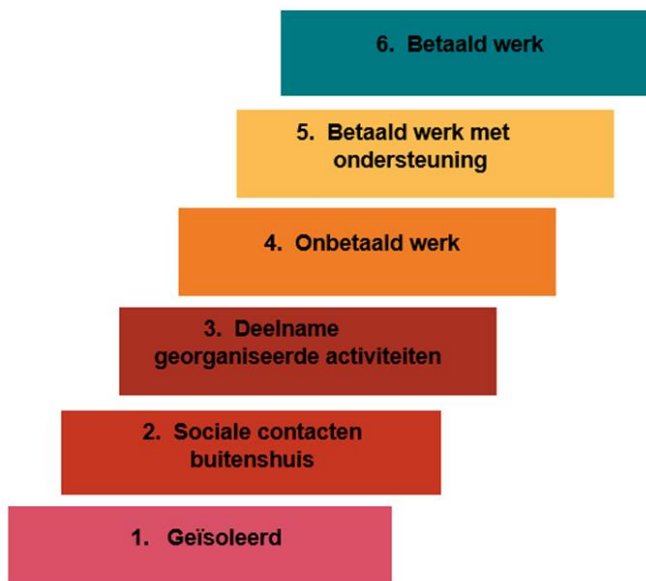 6. Betaald werk
5. Betaald werk met
ondersteuning
4. Onbetaald werk
3. Deelname
georganiseerde activiteiten
2. Sociale contacten
buitenshuis
1. Geïsoleerd